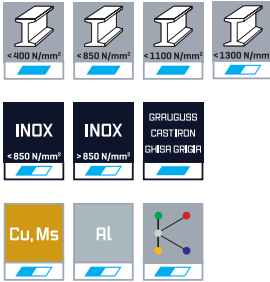 <400 N/mm² <850 N/mm² <1100 N/mm² <1300 N/mm²
INOX INOX GRAUGUSS
CAST IRON
GHISA GRIGIA
<850 N/mm² >850 N/mm²
Cu, Ms Al